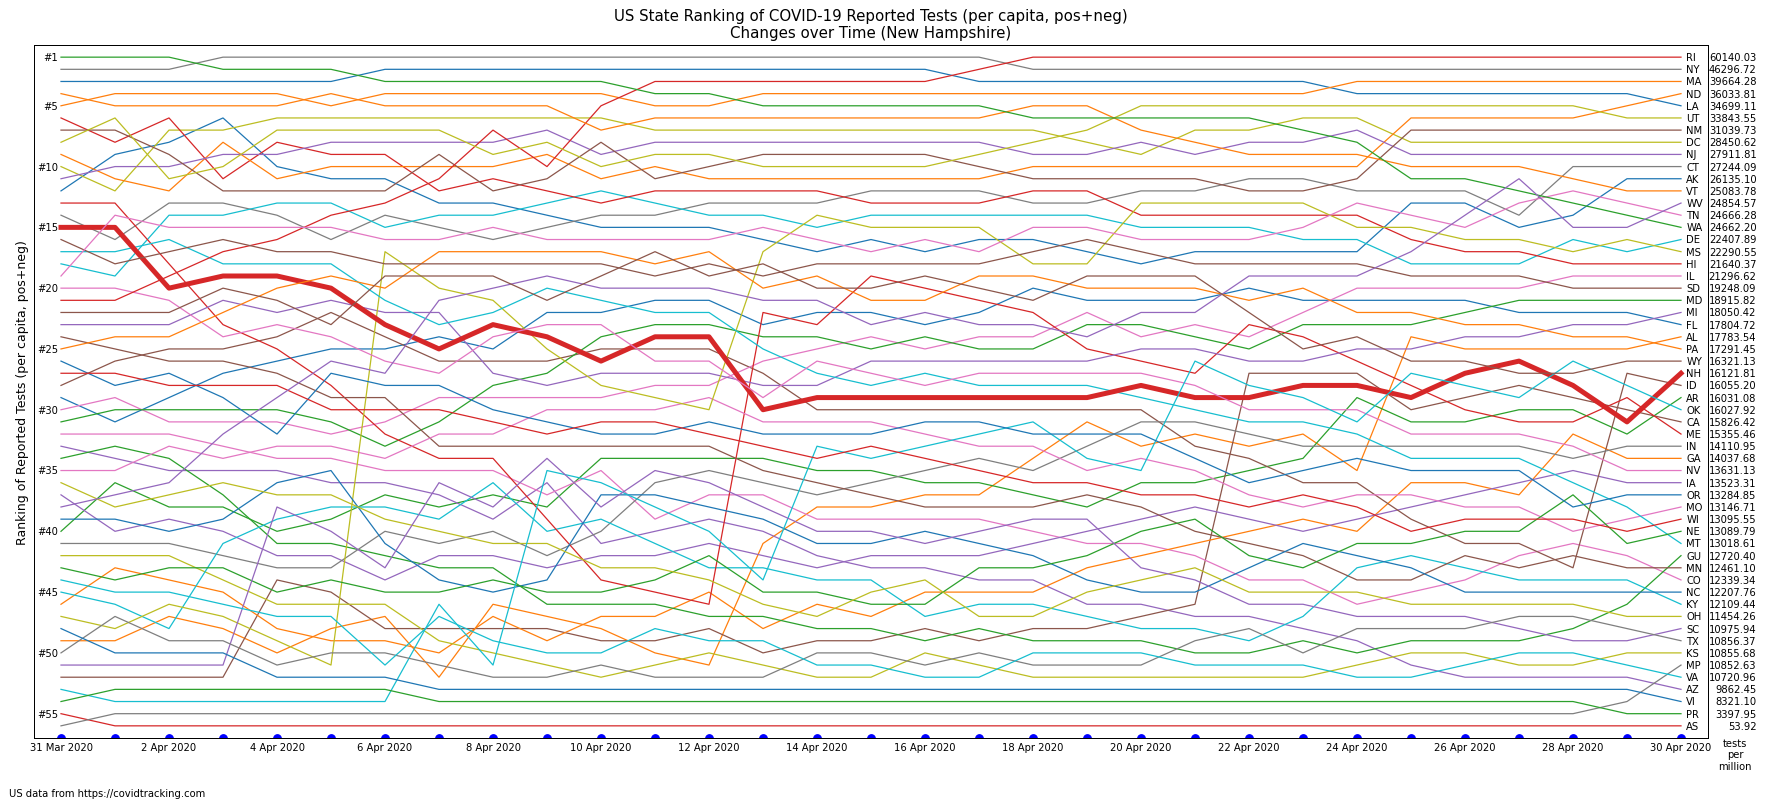 US State Ranking of COVID-19 Reported Tests (per capita, pos+neg)
Changes over Time (New Hampshire)
Ranking of Reported Tests (per capita, pos+neg)
#1
#5
#10
#15
#20
#25
#30
#35
#40
#45
#50
#55
RI 60140.03
NY 46296.72
MA 39664.28
ND 36033.81
LA 34699.11
UT 33843.55
NM 31039.73
DC 28450.62
NJ 27911.81
CT 27244.09
AK 26135.10
VT 25083.78
WV 24854.57
TN 24666.28
WA 24662.20
DE 22407.89
MS 22290.55
HI 21640.37
IL 21296.62
SD 19248.09
MD 18915.82
MI 18050.42
FL 17804.72
AL 17783.54
PA 17291.45
WY 16321.13
NH 16121.81
ID 16055.20
AR 16031.08
OK 16027.92
CA 15826.42
ME 15355.46
IN 14110.95
GA 14037.68
NV 13631.13
IA 13523.31
OR 13284.85
MO 13146.71
WI 13095.55
NE 13089.79
MT 13018.61
GU 12720.40
MN 12461.10
CO 12339.34
NC 12207.76
KY 12109.44
OH 11454.26
SC 10975.94
TX 10856.37
KS 10855.68
MP 10852.63
VA 10720.96
AZ 9862.45
VI 8321.10
PR 3397.95
AS 53.92
31 Mar 2020 2 Apr 2020 4 Apr 2020 6 Apr 2020 8 Apr 2020 10 Apr 2020 12 Apr 2020 14 Apr 2020 16 Apr 2020 18 Apr 2020 20 Apr 2020 22 Apr 2020 24 Apr 2020 26 Apr 2020 28 Apr 2020 30 Apr 2020
tests
per
million
US data from https://covidtracking.com